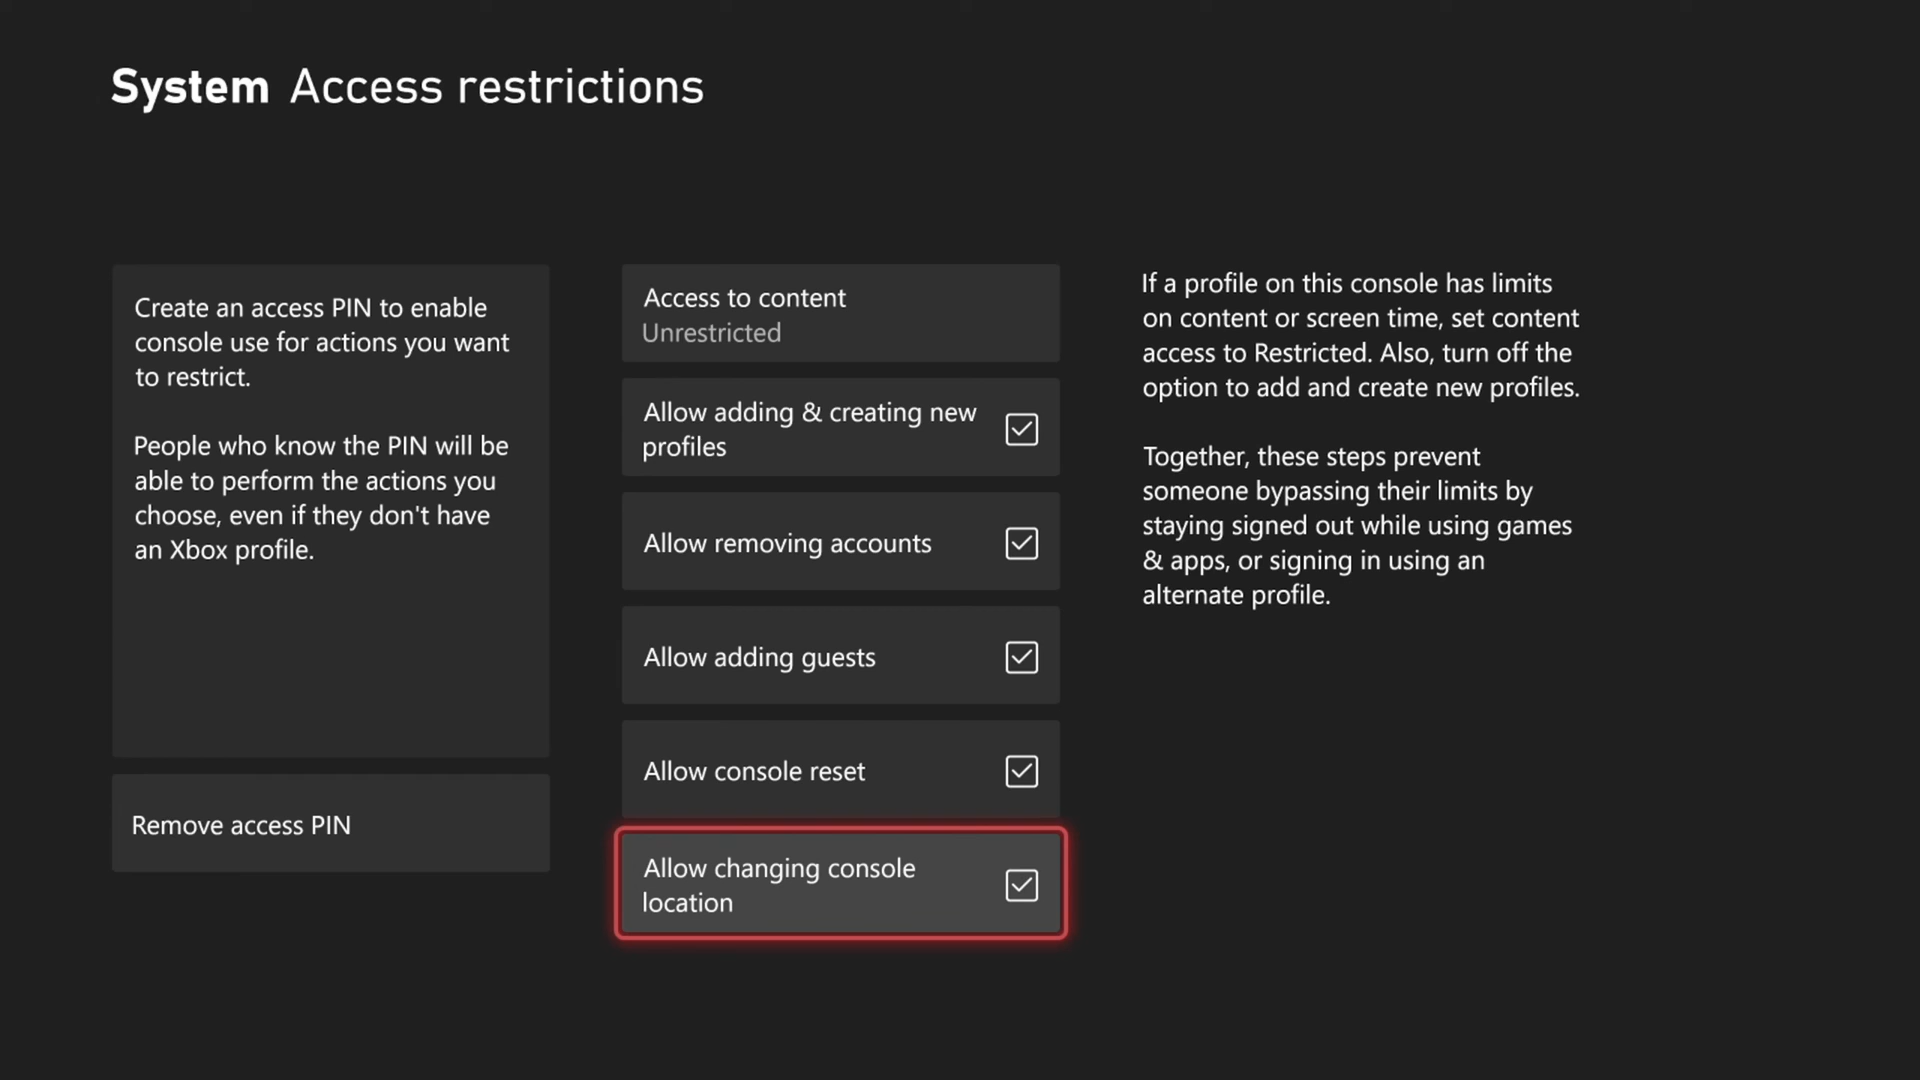 System Access restrictions
Create an access PIN to enable
console use for actions you want
to restrict.
People who know the PIN will be
able to perform the actions you
choose, even if they don't have
an Xbox profile.
Remove access PIN
Access to content
Unrestricted
Allow adding & creating new
profiles
Allow removing accounts
Allow adding guests
Allow console reset
Allow changing console
location
If a profile on this console has limits
on content or screen time, set content
access to Restricted. Also, turn off the
option to add and create new profiles.
Together, these steps prevent
someone bypassing their limits by
staying signed out while using games
& apps, or signing in using an
alternate profile.